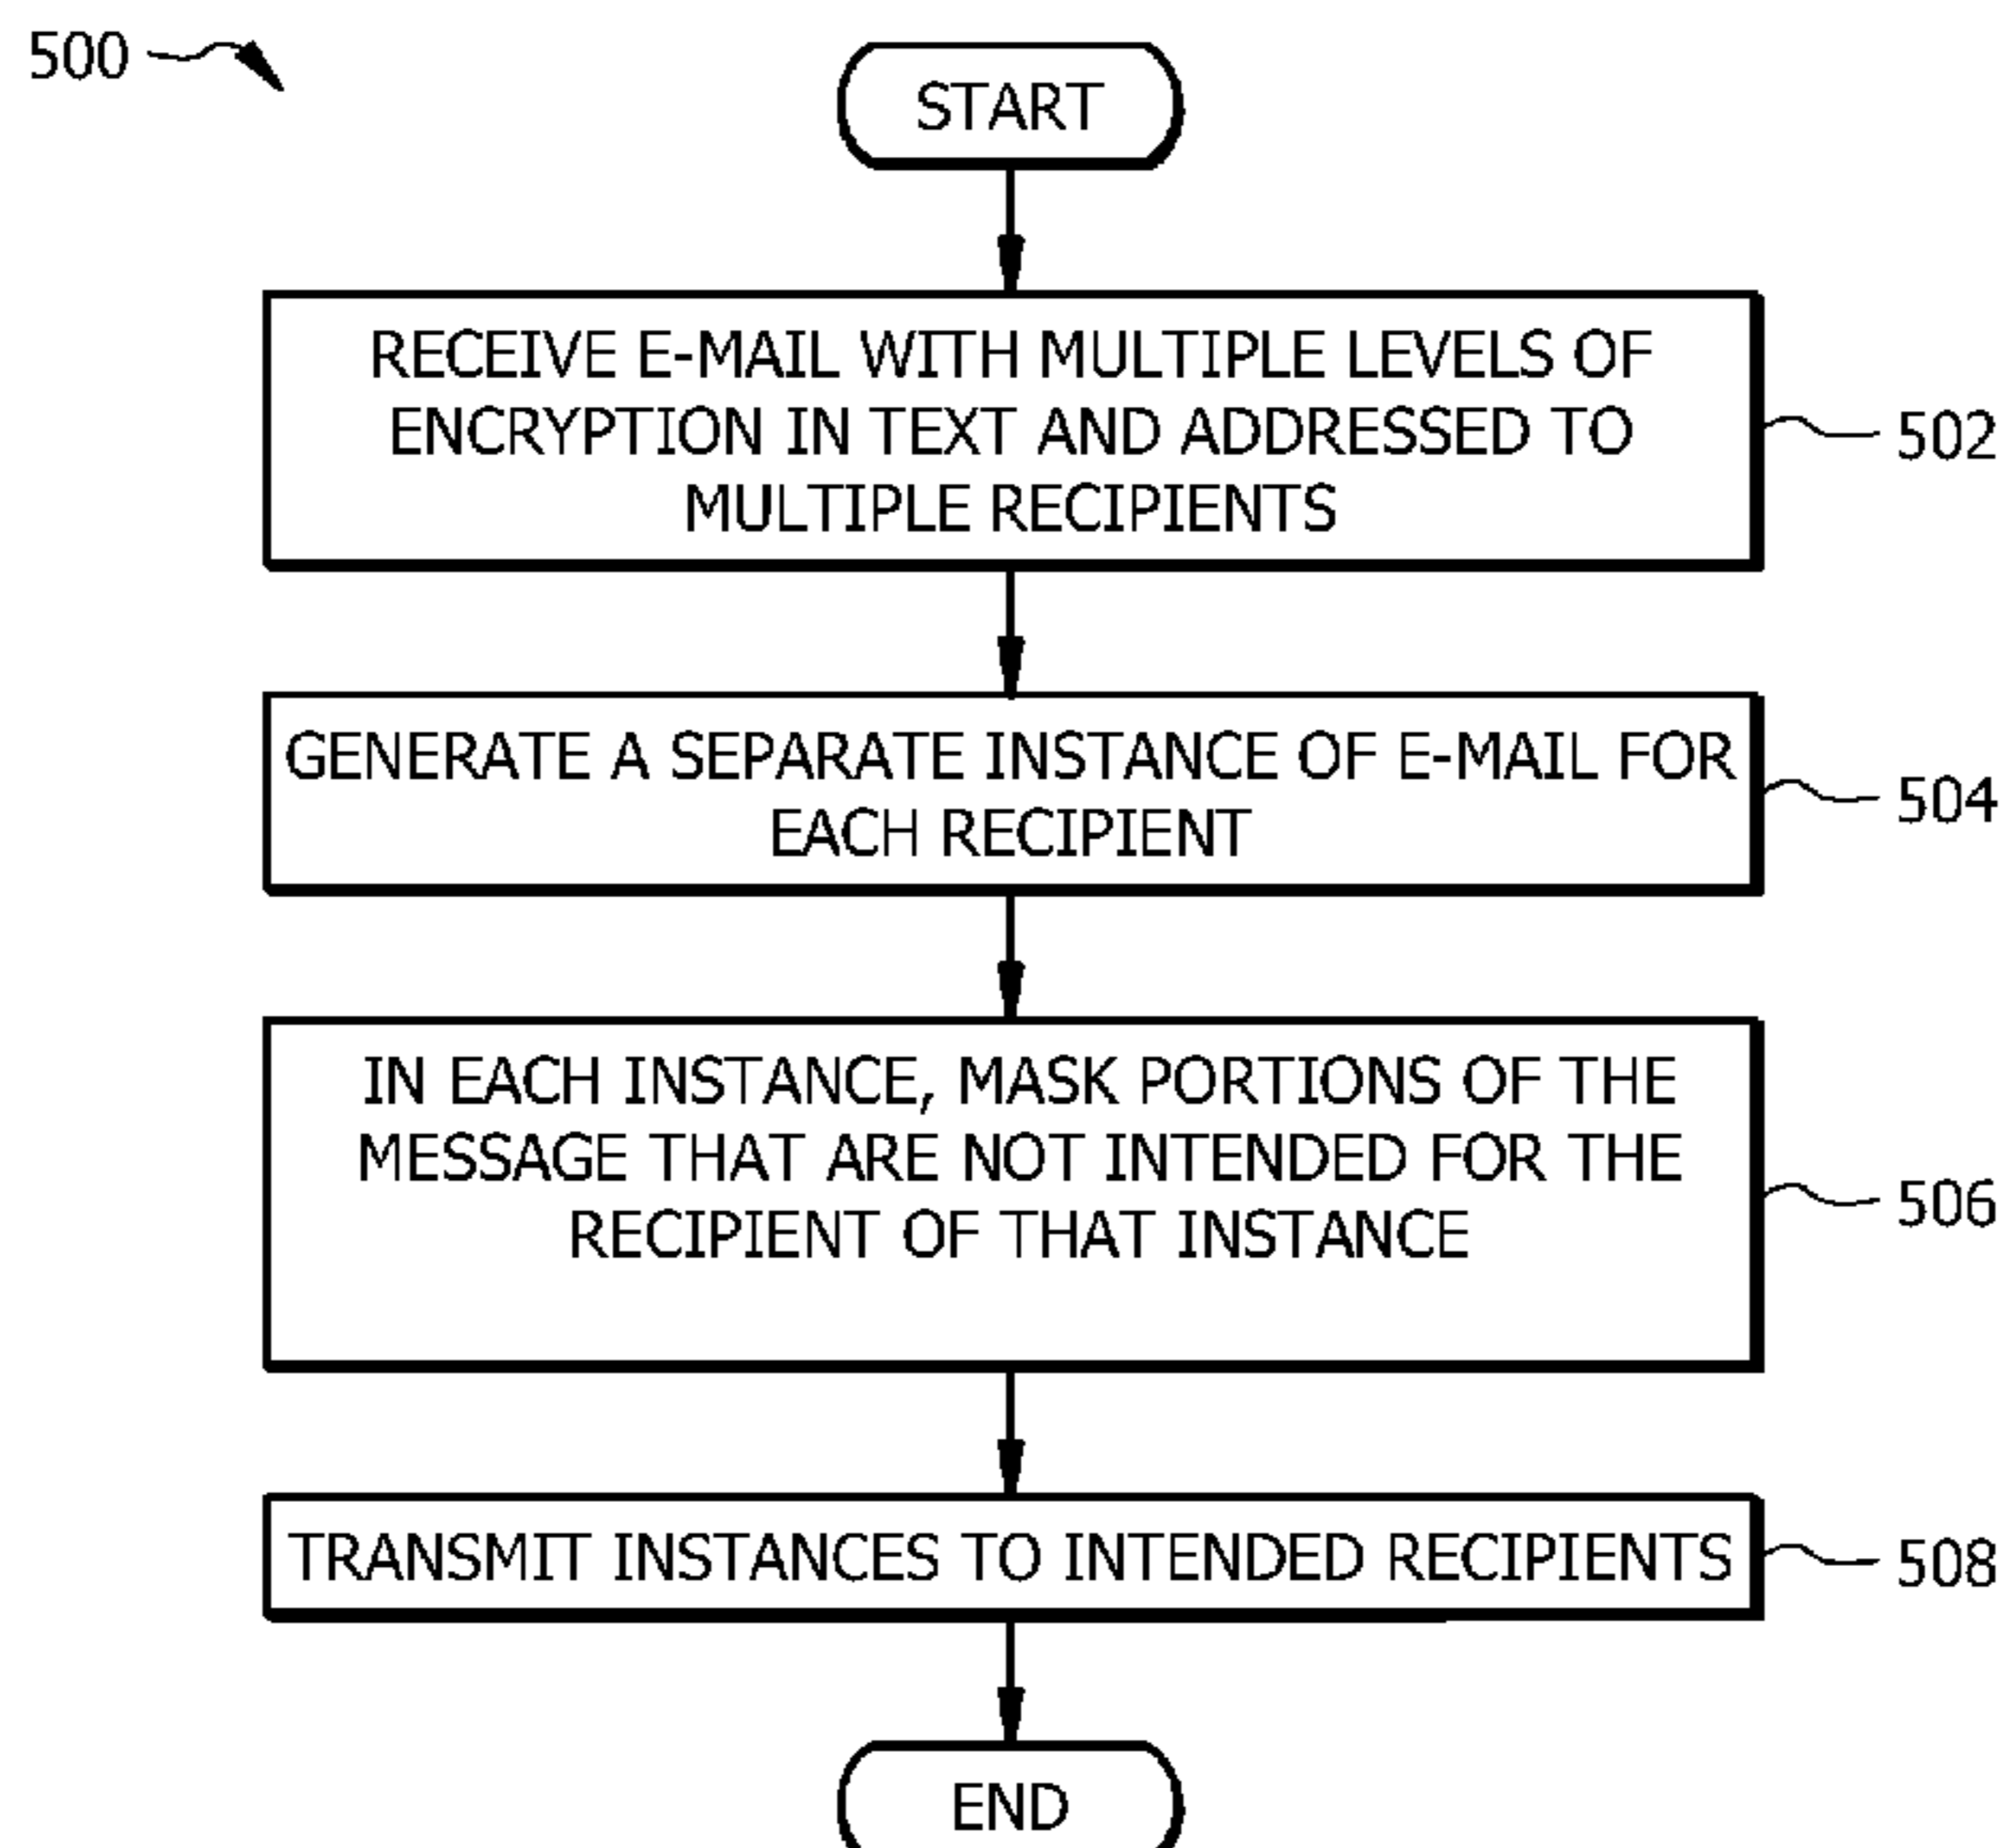 500
START
RECEIVE E-MAIL WITH MULTIPLE LEVELS OF
ENCRYPTION IN TEXT AND ADDRESSED TO
MULTIPLE RECIPIENTS
502
GENERATE A SEPARATE INSTANCE OF E-MAIL FOR
EACH RECIPIENT
504
IN EACH INSTANCE, MASK PORTIONS OF THE
MESSAGE THAT ARE NOT INTENDED FOR THE
RECIPIENT OF THAT INSTANCE
506
TRANSMIT INSTANCES TO INTENDED RECIPIENTS
508
END